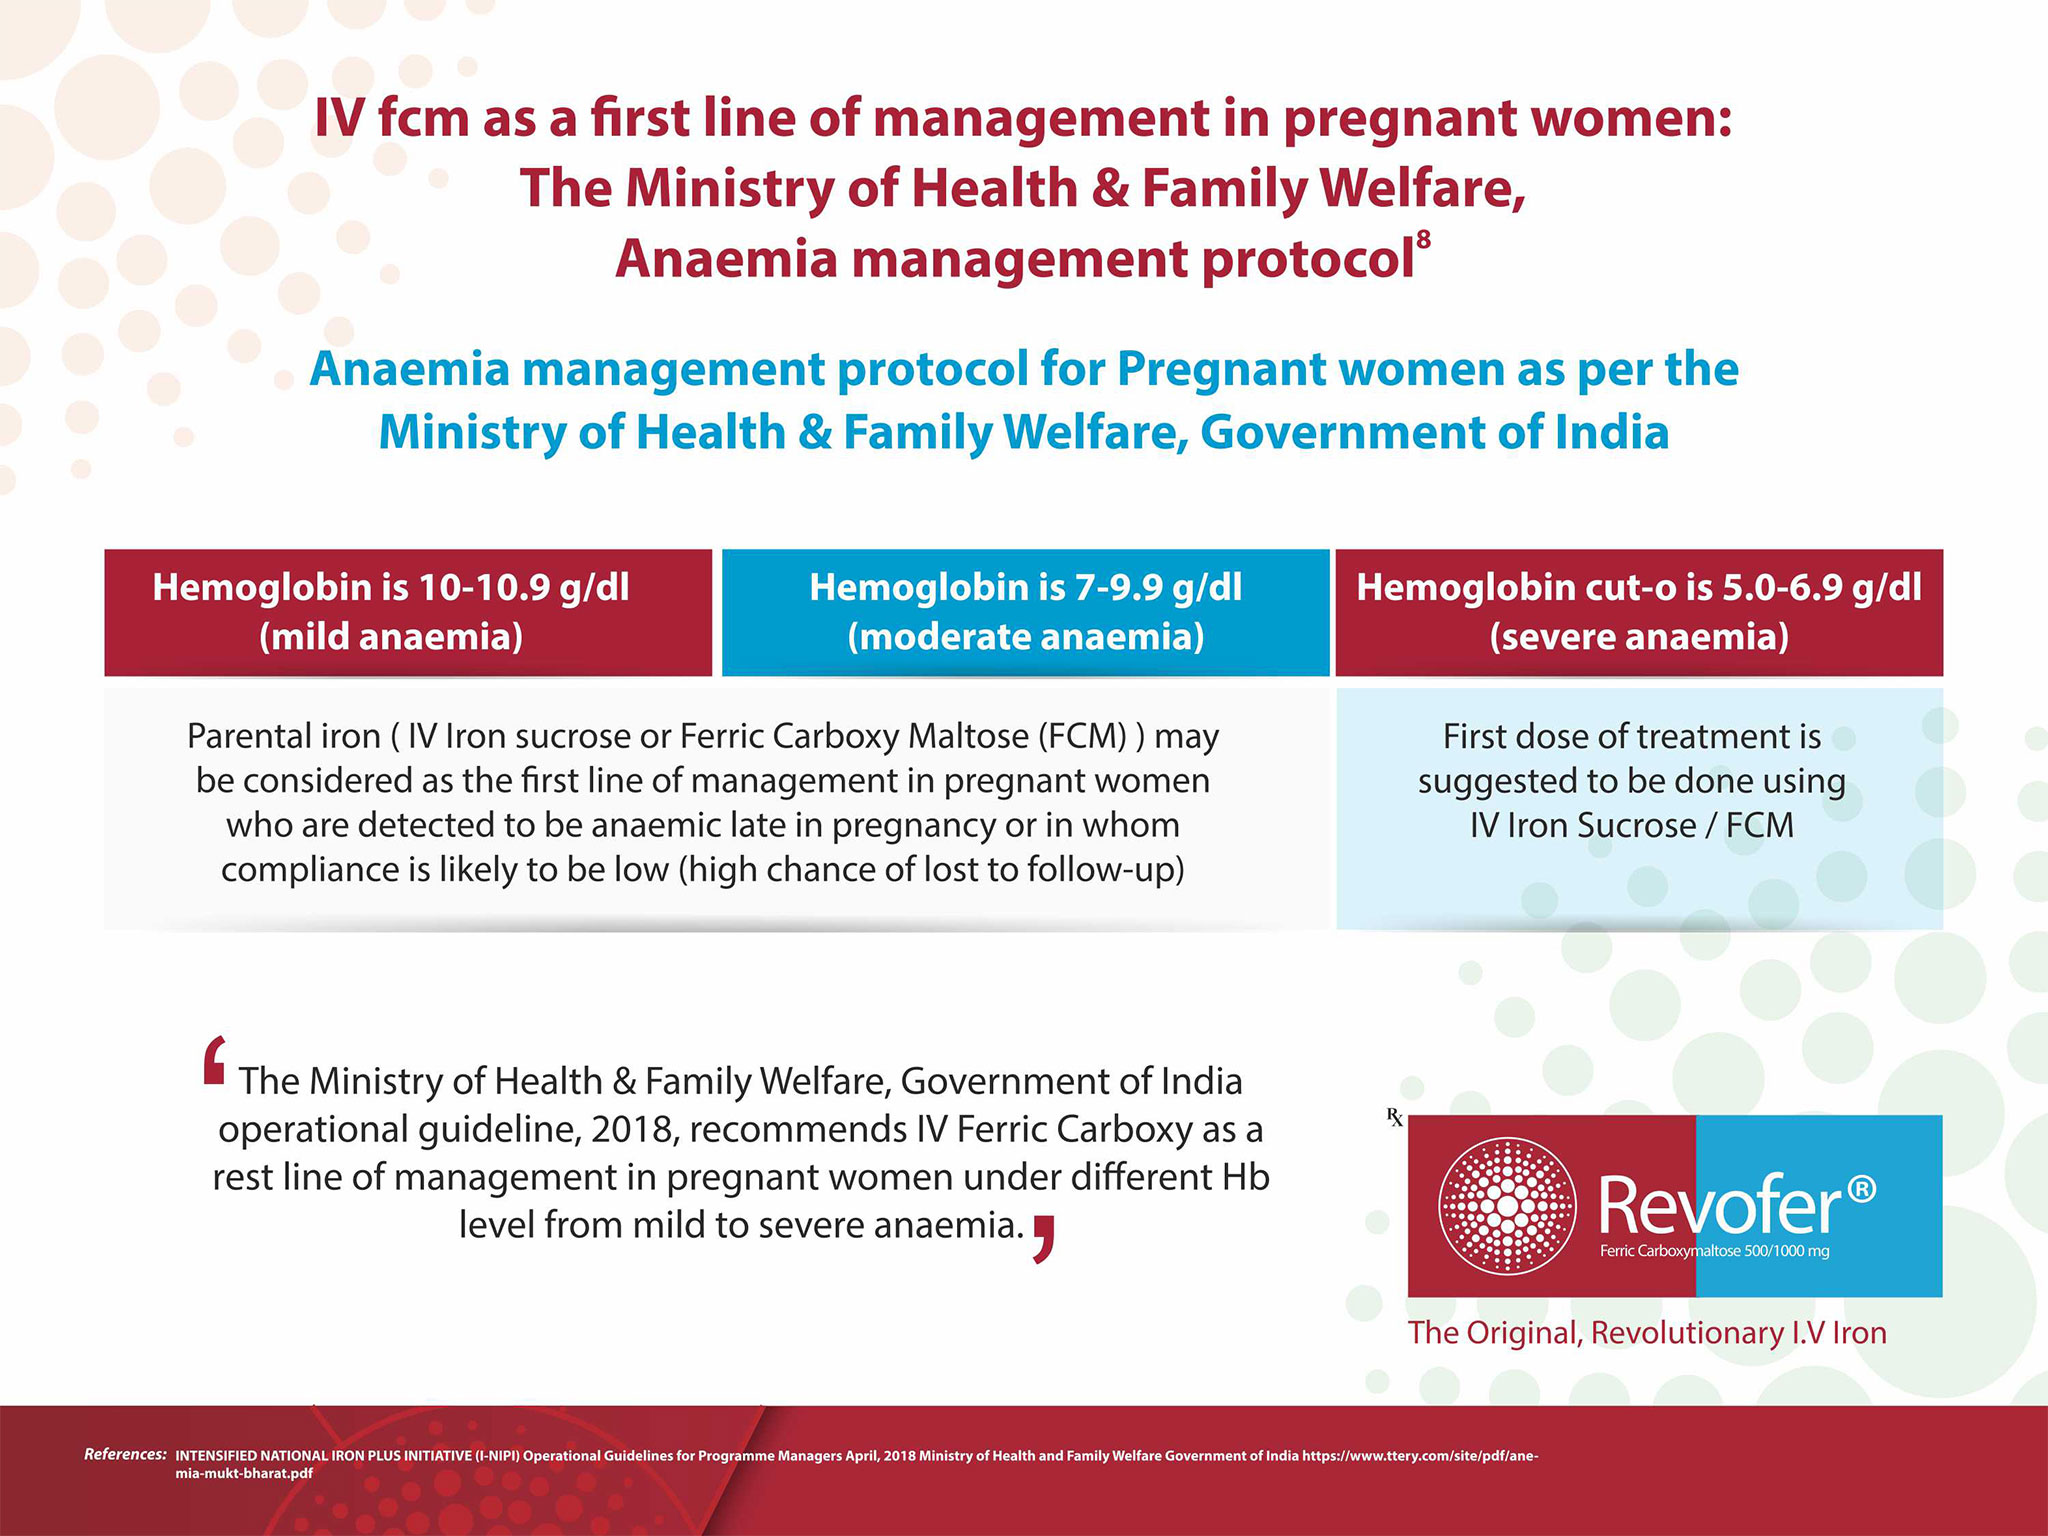 IV fcm as a first line of management in pregnant women:
The Ministry of Health & Family Welfare,
Anaemia management protocol⁸
Anaemia management protocol for Pregnant women as per the
Ministry of Health & Family Welfare, Government of India
Hemoglobin is 10-10.9 g/dl
(mild anaemia)
Hemoglobin is 7-9.9 g/dl
(moderate anaemia)
Hemoglobin cut-o is 5.0-6.9 g/dl
(severe anaemia)
Parental iron ( IV Iron sucrose or Ferric Carboxy Maltose (FCM) ) may
be considered as the first line of management in pregnant women
who are detected to be anaemic late in pregnancy or in whom
compliance is likely to be low (high chance of lost to follow-up)
First dose of treatment is
suggested to be done using
IV Iron Sucrose / FCM
‘ The Ministry of Health & Family Welfare, Government of India
operational guideline, 2018, recommends IV Ferric Carboxy as a
rest line of management in pregnant women under different Hb
level from mild to severe anaemia. ’
Rx
Revofer®
Ferric Carboxymaltose 500/1000 mg
The Original, Revolutionary I.V Iron
References: INTENSIFIED NATIONAL IRON PLUS INITIATIVE (I-NIPI) Operational Guidelines for Programme Managers April, 2018 Ministry of Health and Family Welfare Government of India https://www.ttery.com/site/pdf/ane-
mia-mukt-bharat.pdf